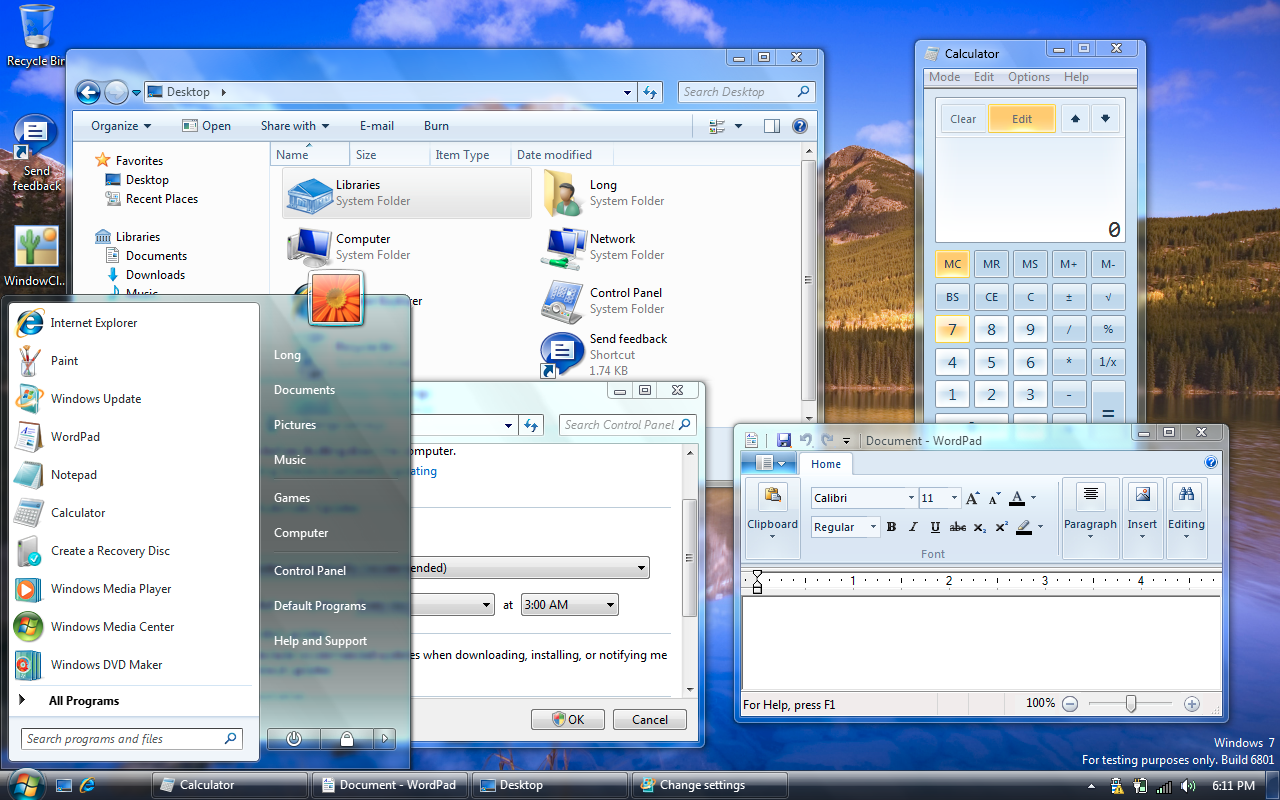 Recycle Bin
Send
feedback
WindowCl...
Desktop
Search Desktop
Organize
Open
Share with
E-mail
Burn
Name
Size
Item Type
Date modified
Favorites
Desktop
Recent Places
Libraries
Documents
Downloads
Music
Libraries
System Folder
Long
System Folder
Computer
System Folder
Network
System Folder
Control Panel
System Folder
Send feedback
Shortcut
1.74 KB
Calculator
Mode
Edit
Options
Help
Clear
Edit
0
MC
MR
MS
M+
M-
BS
CE
C
±
√
7
8
9
/
%
4
5
6
*
1/x
1
2
3
-
=
Internet Explorer
Paint
Windows Update
WordPad
Notepad
Calculator
Create a Recovery Disc
Windows Media Player
Windows Media Center
Windows DVD Maker
All Programs
Search programs and files
Long
Documents
Pictures
Music
Games
Computer
Control Panel
Default Programs
Help and Support
Search Control Panel
computer.
at
3:00 AM
when downloading, installing, or notifying me
OK
Cancel
Document - WordPad
Home
Clipboard
Calibri
11
A
A
A
Regular
B
I
U
abc
x₂
x²
Font
Paragraph
Insert
Editing
1
2
3
4
For Help, press F1
100%
Windows 7
For testing purposes only. Build 6801
Calculator
Document - WordPad
Desktop
Change settings
6:11 PM